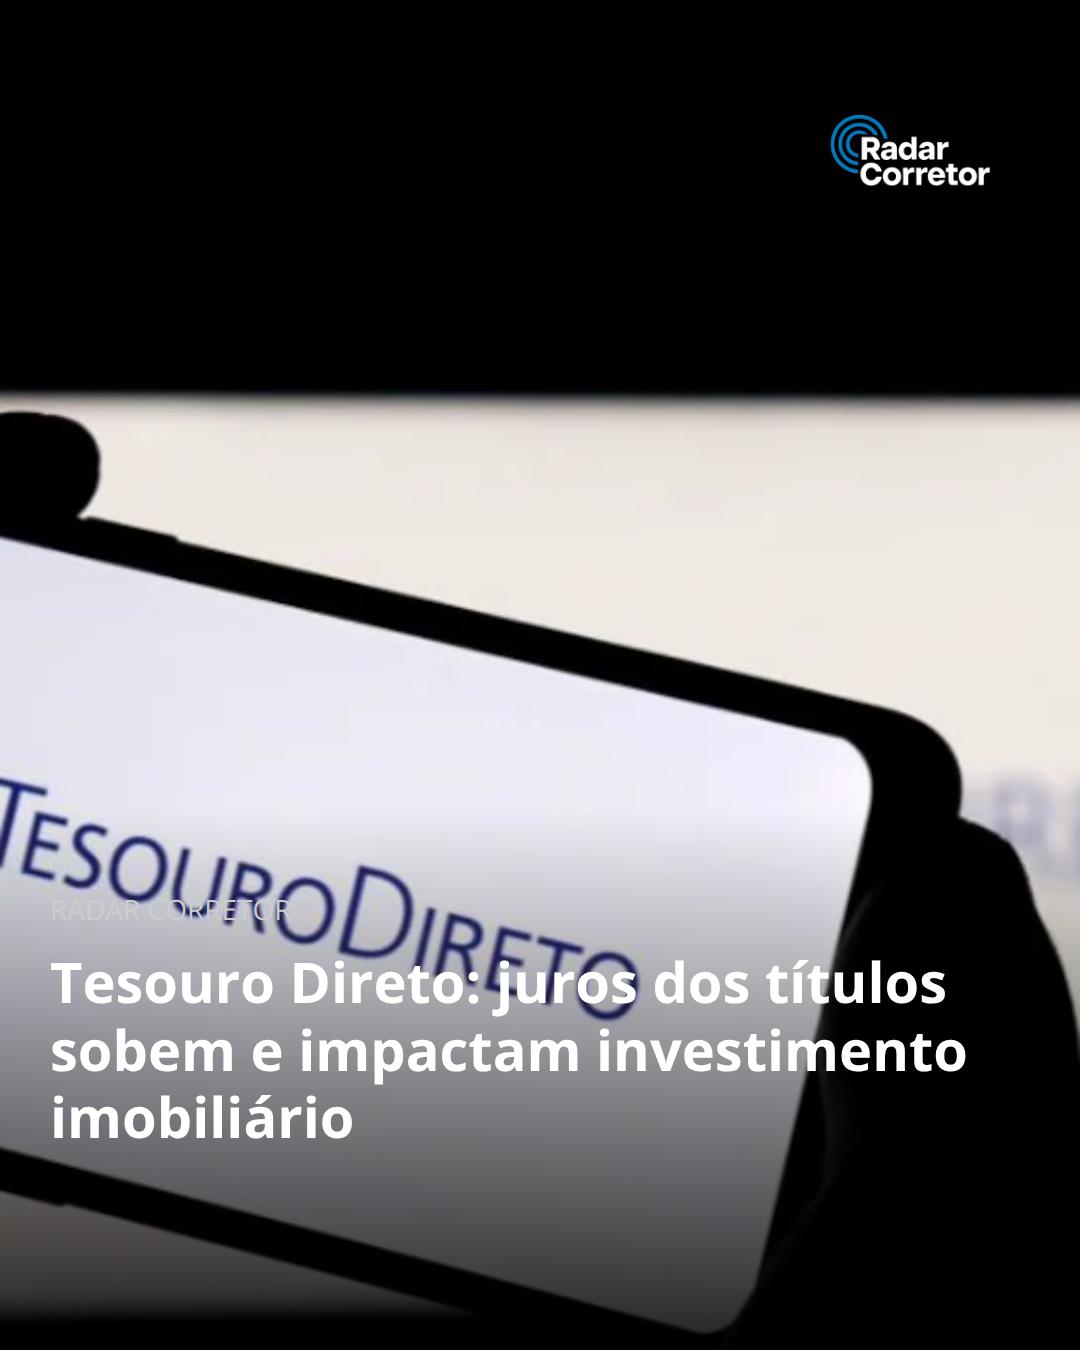 Radar
Corretor
TESOURODIRETO
RADAR CORRETOR
Tesouro Direto: juros dos títulos
sobem e impactam investimento
imobiliário